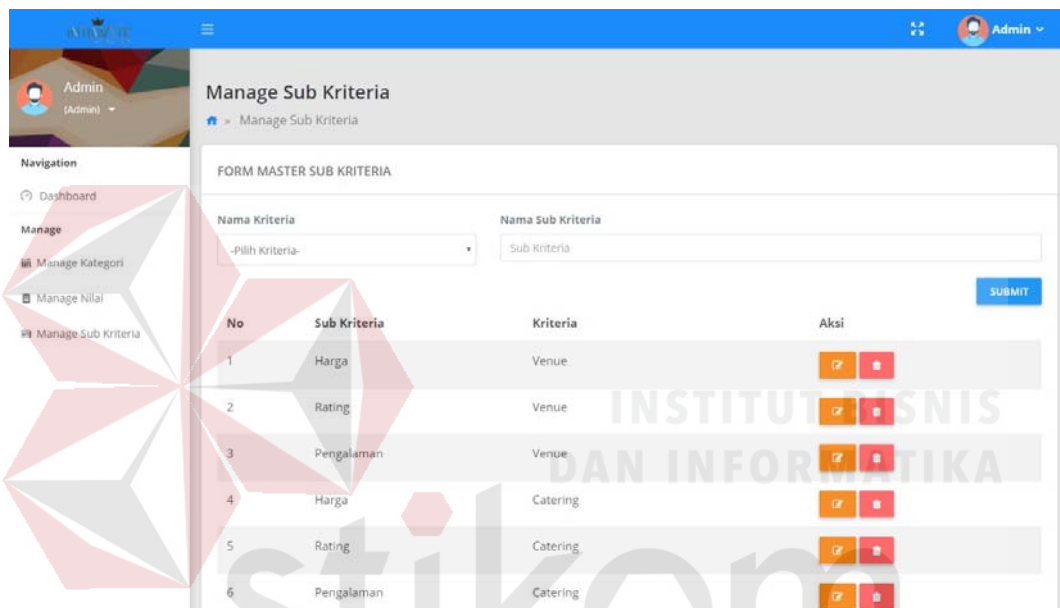 Admin
Admin
(Admin)
Manage Sub Kriteria
» Manage Sub Kriteria
Navigation
Dashboard
Manage
Manage Kategori
Manage Nilai
Manage Sub Kriteria
FORM MASTER SUB KRITERIA
Nama Kriteria Nama Sub Kriteria
-Pilih Kriteria- Sub Kriteria
SUBMIT
No Sub Kriteria Kriteria Aksi
1 Harga Venue
2 Rating Venue
3 Pengalaman Venue
4 Harga Catering
5 Rating Catering
6 Pengalaman Catering
INSTITUT BISNIS
DAN INFORMATIKA
stikom